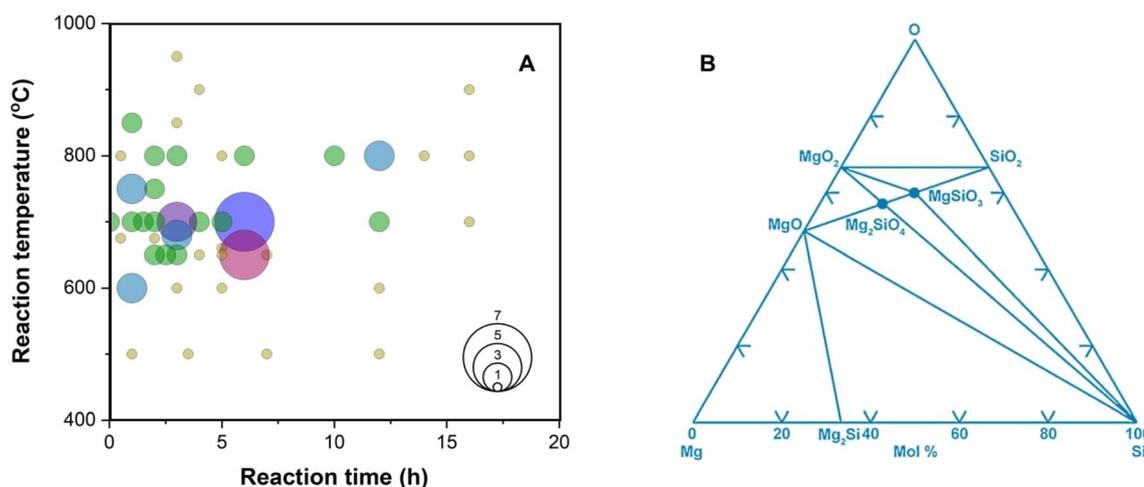 A
1000
800
600
400
Reaction temperature (°C)
0
5
10
15
20
Reaction time (h)
7
5
3
1
B
O
MgO₂
SiO₂
MgSiO₃
Mg₂SiO₄
MgO
0
20
Mg₂Si
40
60
80
Mg
Mol %
Si